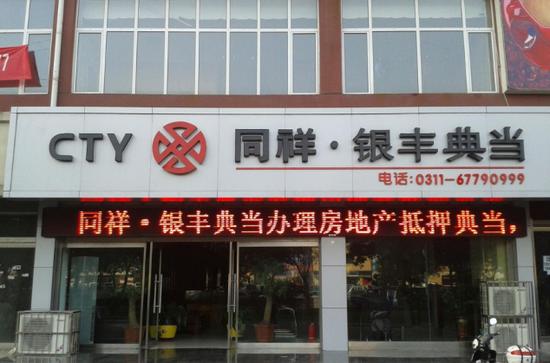 CTY 同祥·银丰典当
电话:0311-67790999
同祥·银丰典当办理房地产抵押典当,